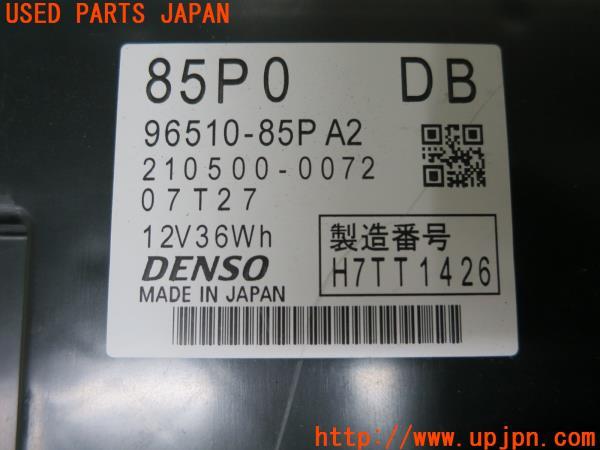 USED PARTS JAPAN
85P0 DB
96510-85P A2
210500-0072
07T27
12V36Wh
製造番号
DENSO
H7TT1426
MADE IN JAPAN
UPJ http://www.upjpn.com